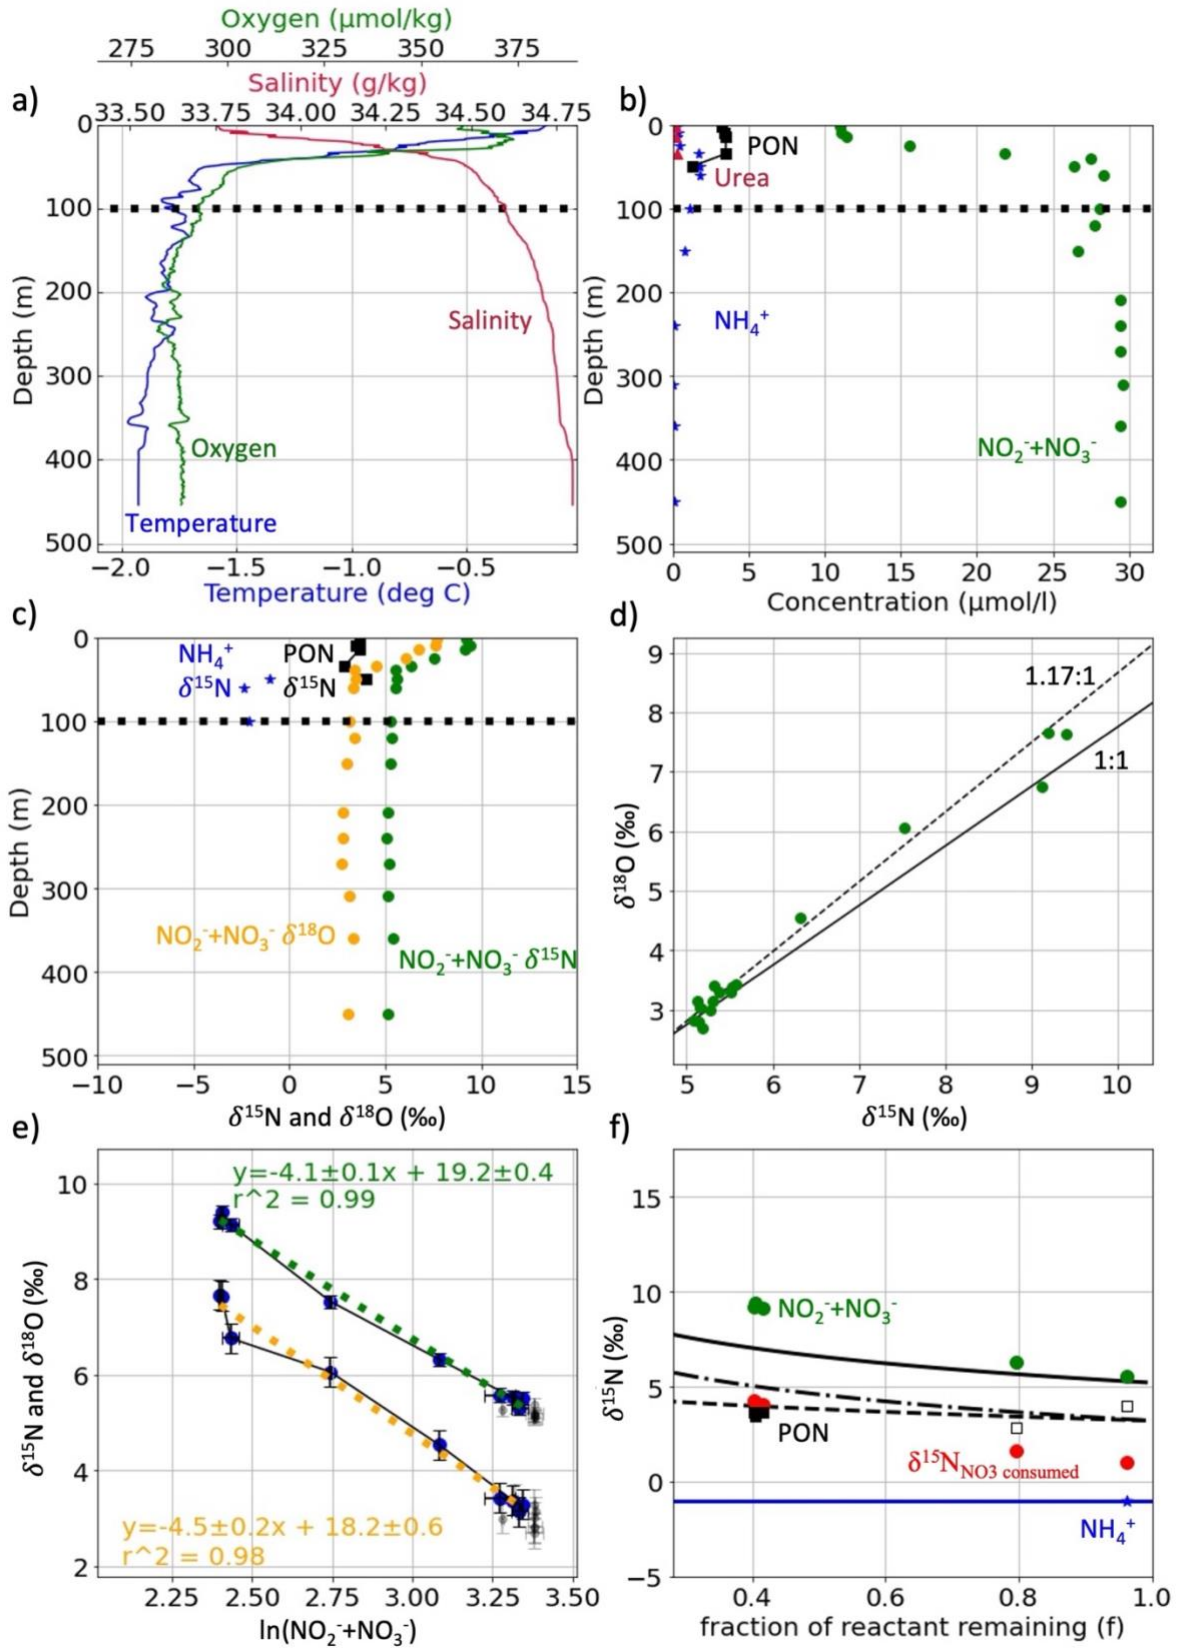 Oxygen (μmol/kg)
275 300 325 350 375
Salinity (g/kg)
a)
33.50 33.75 34.00 34.25 34.50 34.75
0
100
200
300
400
500
Depth (m)
Salinity
Oxygen
Temperature
−2.0 −1.5 −1.0 −0.5
Temperature (deg C)
b)
0
100
200
300
400
500
Depth (m)
PON
Urea
NH₄⁺
NO₂⁻+NO₃⁻
0 5 10 15 20 25 30
Concentration (μmol/l)
c)
0
100
200
300
400
500
Depth (m)
NH₄⁺ PON
δ¹⁵N δ¹⁵N
NO₂⁻+NO₃⁻ δ¹⁸O
NO₂⁻+NO₃⁻ δ¹⁵N
−10 −5 0 5 10 15
δ¹⁵N and δ¹⁸O (‰)
d)
9
8
7
6
5
4
3
δ¹⁸O (‰)
1.17:1
1:1
5 6 7 8 9 10
δ¹⁵N (‰)
e)
10
8
6
4
2
δ¹⁵N and δ¹⁸O (‰)
y=-4.1±0.1x + 19.2±0.4
r^2 = 0.99
y=-4.5±0.2x + 18.2±0.6
r^2 = 0.98
2.25 2.50 2.75 3.00 3.25 3.50
ln(NO₂⁻+NO₃⁻)
f)
15
10
5
0
−5
δ¹⁵N (‰)
NO₂⁻+NO₃⁻
PON
δ¹⁵N_NO3 consumed
NH₄⁺
0.4 0.6 0.8 1.0
fraction of reactant remaining (f)